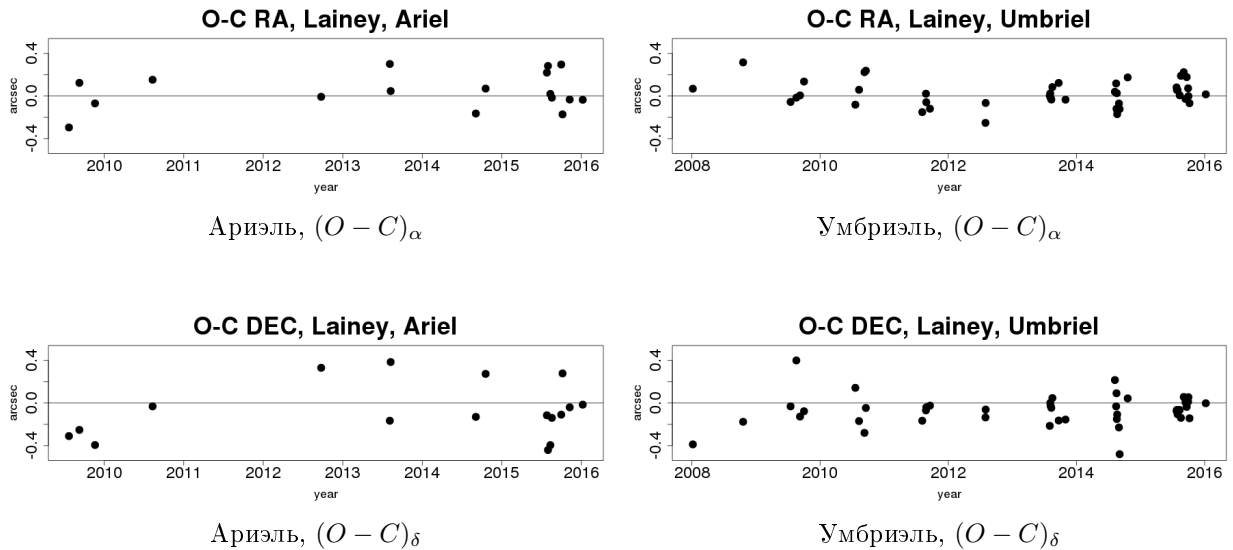 O-C RA, Lainey, Ariel
arcsec
0.4
0.0
-0.4
2010 2011 2012 2013 2014 2015 2016
year
Ариэль, (O − C)α
O-C RA, Lainey, Umbriel
arcsec
0.4
0.0
-0.4
2008 2010 2012 2014 2016
year
Умбриэль, (O − C)α
O-C DEC, Lainey, Ariel
arcsec
0.4
0.0
-0.4
2010 2011 2012 2013 2014 2015 2016
year
Ариэль, (O − C)δ
O-C DEC, Lainey, Umbriel
arcsec
0.4
0.0
-0.4
2008 2010 2012 2014 2016
year
Умбриэль, (O − C)δ